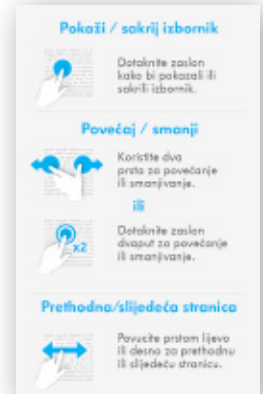 Pokaži / sakrij izbornik
Dotaknite zaslon
kako bi pokazali ili
sakrili izbornik.
Povećaj / smanji
Koristite dva
prsta za povećanje
ili smanjivanje.
ili
x2
Dotaknite zaslon
dvaput za povećanje
ili smanjivanje.
Prethodna/slijedeća stranica
Povucite prstom lijevo
ili desno za prethodnu
ili slijedeću stranicu.